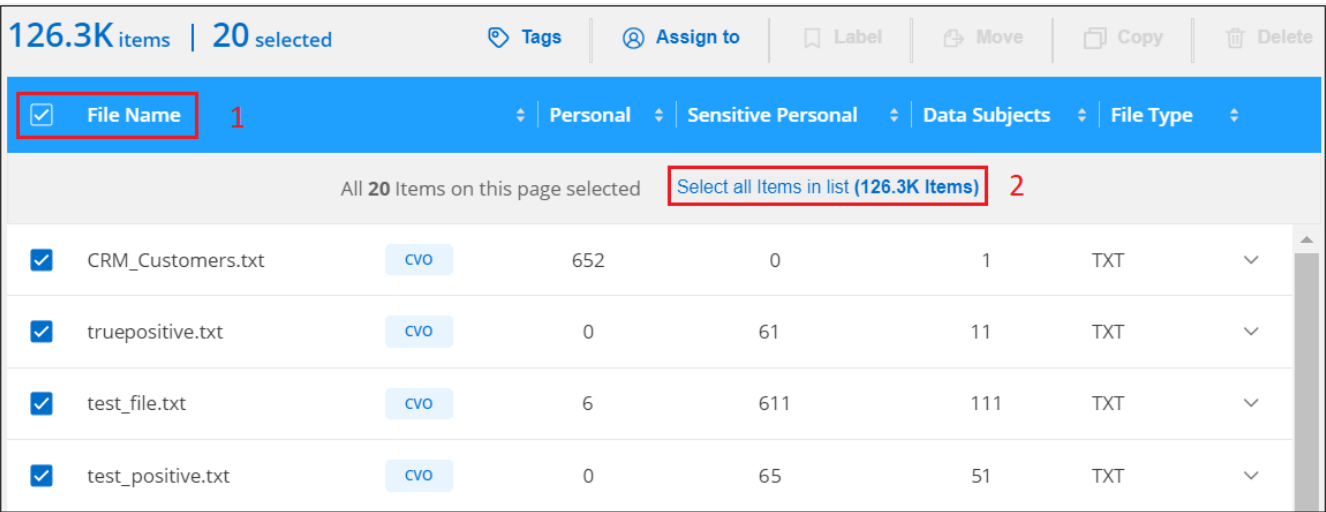 126.3K items | 20 selected Tags Assign to Label Move Copy Delete
File Name 1 Personal Sensitive Personal Data Subjects File Type
All 20 Items on this page selected Select all Items in list (126.3K Items) 2
CRM_Customers.txt CVO 652 0 1 TXT
truepositive.txt CVO 0 61 11 TXT
test_file.txt CVO 6 611 111 TXT
test_positive.txt CVO 0 65 51 TXT